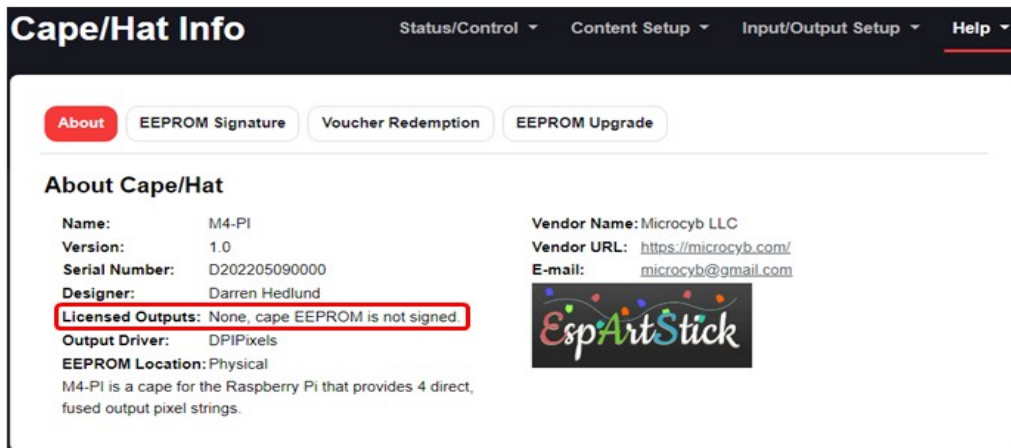 Cape/Hat Info
Status/Control Content Setup Input/Output Setup Help
About EEPROM Signature Voucher Redemption EEPROM Upgrade
About Cape/Hat
Name: M4-PI
Version: 1.0
Serial Number: D202205090000
Designer: Darren Hedlund
Licensed Outputs: None, cape EEPROM is not signed.
Output Driver: DPIPixels
EEPROM Location: Physical
M4-PI is a cape for the Raspberry Pi that provides 4 direct,
fused output pixel strings.
Vendor Name: Microcyb LLC
Vendor URL: https://microcyb.com/
E-mail: microcyb@gmail.com
EspArtStick